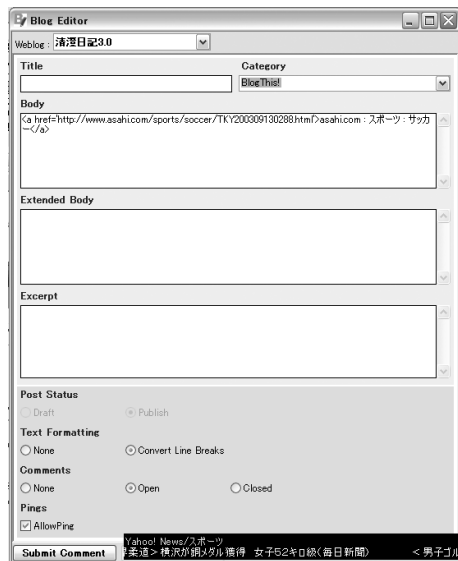 Blog Editor
Weblog : 清澄日記3.0
Title
Category
BlogThis!
Body
<a href='http://www.asahi.com/sports/soccer/TKY200309130288.html'>asahi.com : スポーツ : サッカ
ー</a>
Extended Body
Excerpt
Post Status
Draft Publish
Text Formatting
None Convert Line Breaks
Comments
None Open Closed
Pings
AllowPing
Submit Comment
Yahoo! News/スポーツ
柔道>横沢が銅メダル獲得 女子52キロ級(毎日新聞) <男子ゴル